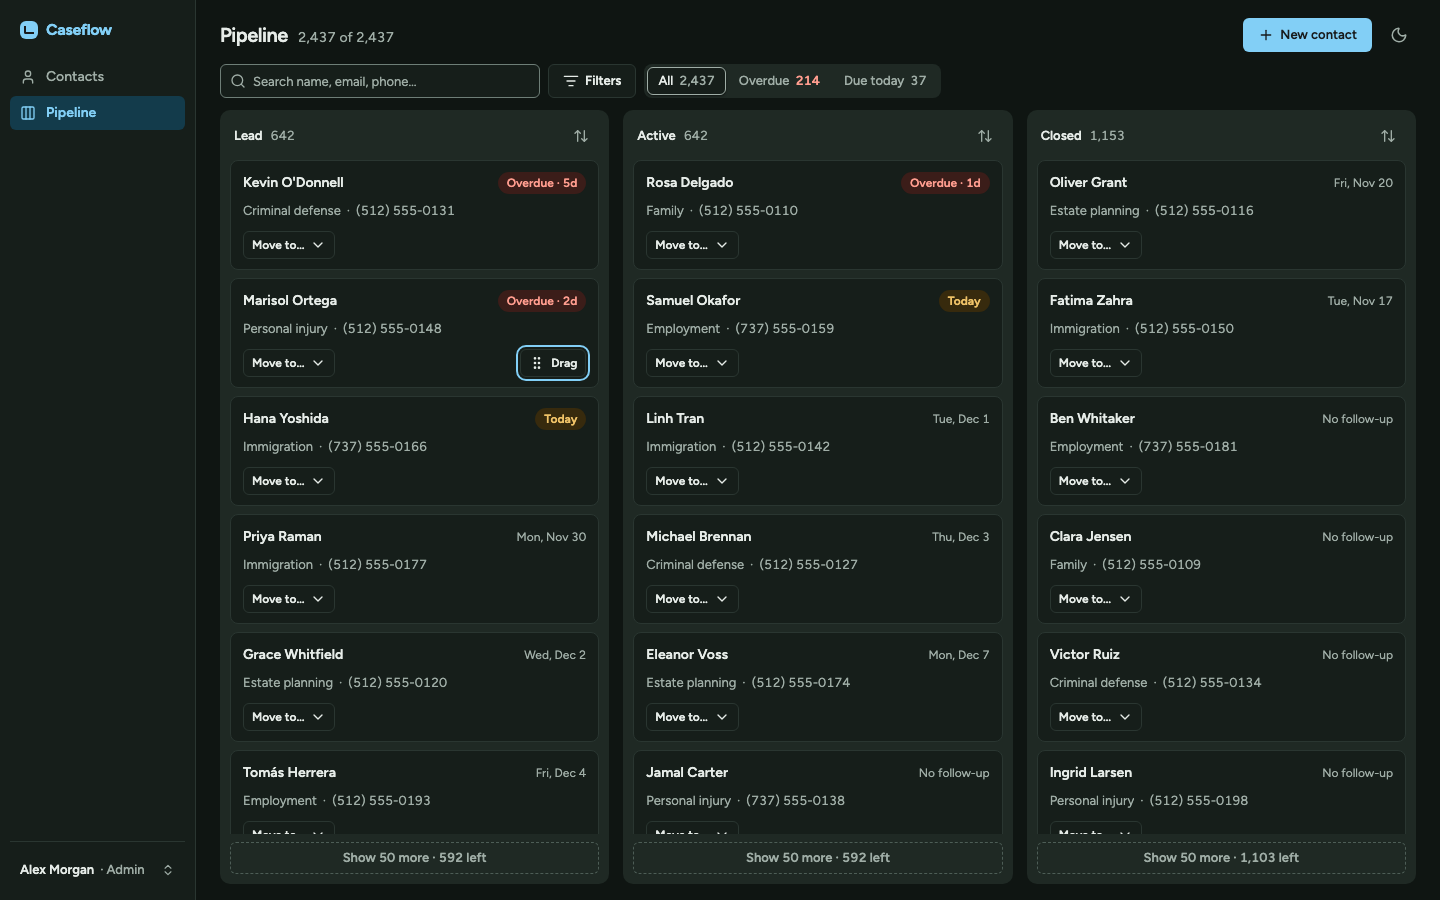 Caseflow
Contacts
Pipeline
Alex Morgan · Admin
Pipeline 2,437 of 2,437
New contact
Search name, email, phone...
Filters
All 2,437
Overdue 214
Due today 37
Lead 642
Kevin O'Donnell
Overdue · 5d
Criminal defense · (512) 555-0131
Move to...
Marisol Ortega
Overdue · 2d
Personal injury · (512) 555-0148
Move to...
Drag
Hana Yoshida
Today
Immigration · (737) 555-0166
Move to...
Priya Raman
Mon, Nov 30
Immigration · (512) 555-0177
Move to...
Grace Whitfield
Wed, Dec 2
Estate planning · (512) 555-0120
Move to...
Tomás Herrera
Fri, Dec 4
Employment · (512) 555-0193
Move to...
Show 50 more · 592 left
Active 642
Rosa Delgado
Overdue · 1d
Family · (512) 555-0110
Move to...
Samuel Okafor
Today
Employment · (737) 555-0159
Move to...
Linh Tran
Tue, Dec 1
Immigration · (512) 555-0142
Move to...
Michael Brennan
Thu, Dec 3
Criminal defense · (512) 555-0127
Move to...
Eleanor Voss
Mon, Dec 7
Estate planning · (512) 555-0174
Move to...
Jamal Carter
No follow-up
Personal injury · (737) 555-0138
Move to...
Show 50 more · 592 left
Closed 1,153
Oliver Grant
Fri, Nov 20
Estate planning · (512) 555-0116
Move to...
Fatima Zahra
Tue, Nov 17
Immigration · (512) 555-0150
Move to...
Ben Whitaker
No follow-up
Employment · (737) 555-0181
Move to...
Clara Jensen
No follow-up
Family · (512) 555-0109
Move to...
Victor Ruiz
No follow-up
Criminal defense · (512) 555-0134
Move to...
Ingrid Larsen
No follow-up
Personal injury · (512) 555-0198
Move to...
Show 50 more · 1,103 left